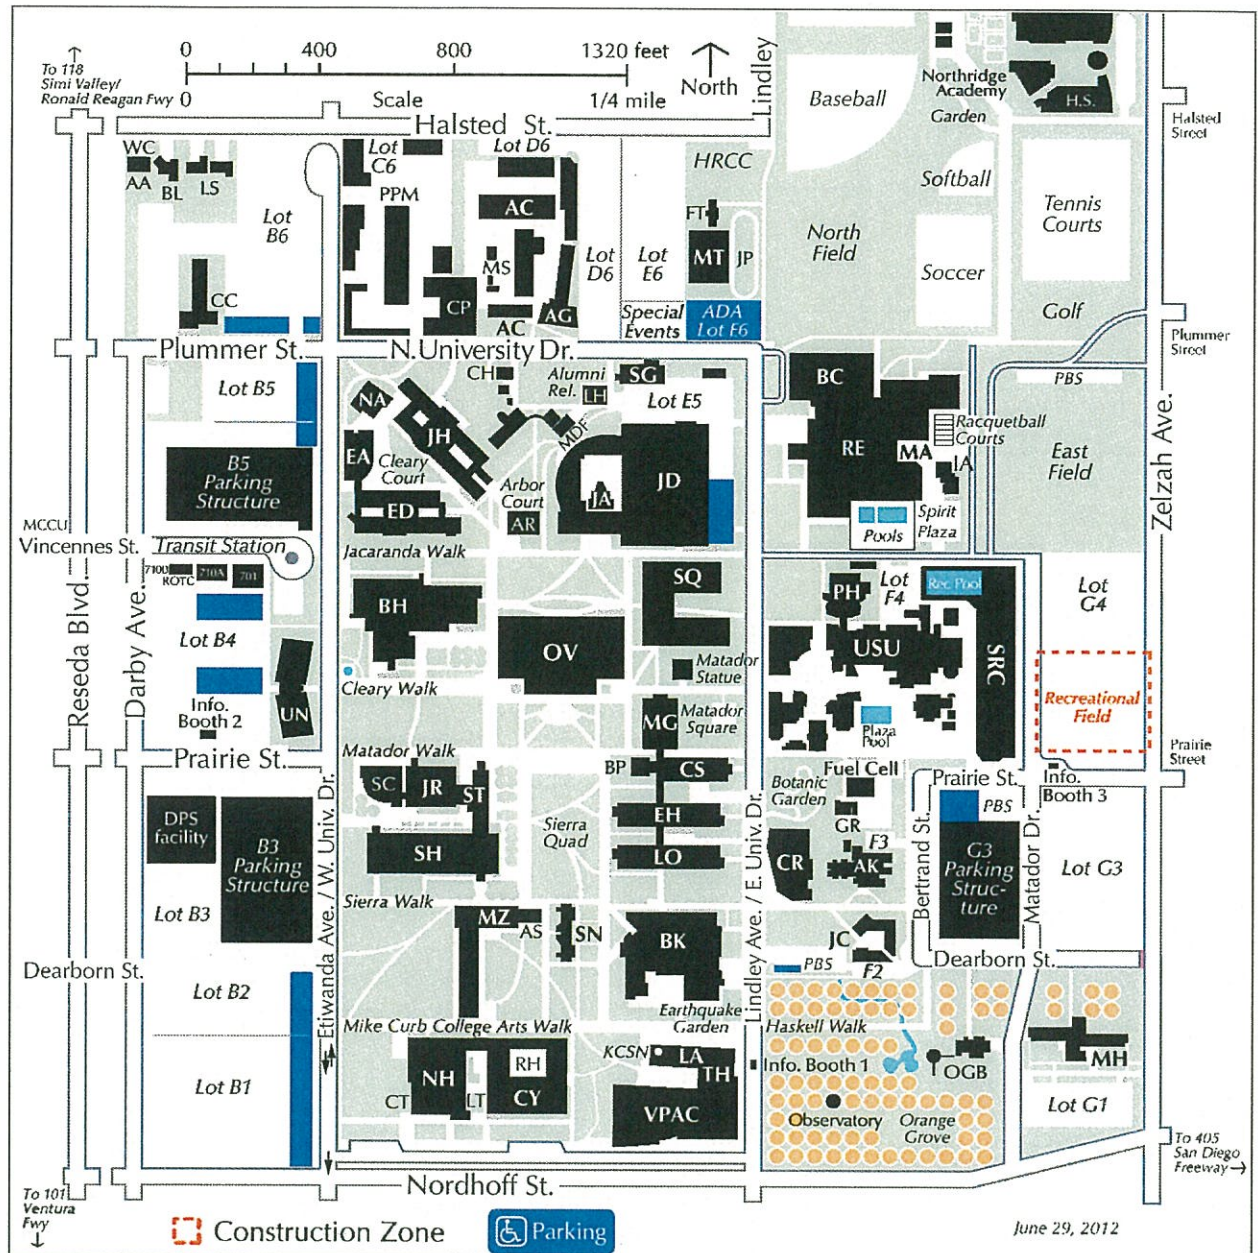 To 118
Simi Valley/
Ronald Reagan Fwy
0 400 800 1320 feet
0 Scale 1/4 mile
North
Lindley
Halsted St.
Baseball
Northridge
Academy
H.S.
Garden
Halsted
Street
WC
AA
BL
LS
Lot
B6
CC
Lot
C6
PPM
Lot D6
AC
MS
CP
AC
AG
Lot
D6
Lot
E6
Special
Events
HRCC
FT
MT
JP
ADA
Lot E6
North
Field
Softball
Soccer
Tennis
Courts
Golf
Plummer
Street
Plummer St.
N.University Dr.
Lot B5
B5
Parking
Structure
NA
JH
EA
Cleary
Court
ED
CH
Alumni
Rel.
LH
SG
Lot E5
MDF
Arbor
Court
AR
JA
JD
BC
RE
MA
Racquetball
Courts
IA
PBS
East
Field
Pools
Spirit
Plaza
Zelzah Ave.
MCCU
Vincennes St.
Transit Station
Jacaranda Walk
ROTC
710A
701
Reseda Blvd.
Darby Ave.
Lot B4
Info.
Booth 2
UN
BH
OV
SQ
Matador
Statue
Cleary Walk
MG
Matador
Square
PH
Lot
F4
Rec Pool
USU
SRC
Plaza
Pool
Lot
G4
Recreational
Field
Prairie
Street
Prairie St.
Matador Walk
SC
JR
ST
SH
Sierra
Quad
BP
CS
EH
LO
Botanic
Garden
Fuel Cell
GR
F3
AK
CR
Prairie St.
PBS
Info.
Booth 3
Bertrand St.
G3
Parking
Struc-
ture
Matador Dr.
Lot G3
DPS
facility
B3
Parking
Structure
Lot B3
Etiwanda Ave. / W. Univ. Dr.
Lindley Ave. / E. Univ. Dr.
Sierra Walk
MZ
AS
SN
BK
JC
F2
PBS
Dearborn St.
Dearborn St.
Lot B2
Lot B1
Mike Curb College Arts Walk
Earthquake
Garden
Haskell Walk
KCSN
LA
TH
VPAC
NH
CT
LT
RH
CY
Info. Booth 1
OGB
MH
Observatory
Orange
Grove
Lot G1
To 405
San Diego
Freeway
Nordhoff St.
To 101
Ventura
Fwy
Construction Zone
Parking
June 29, 2012